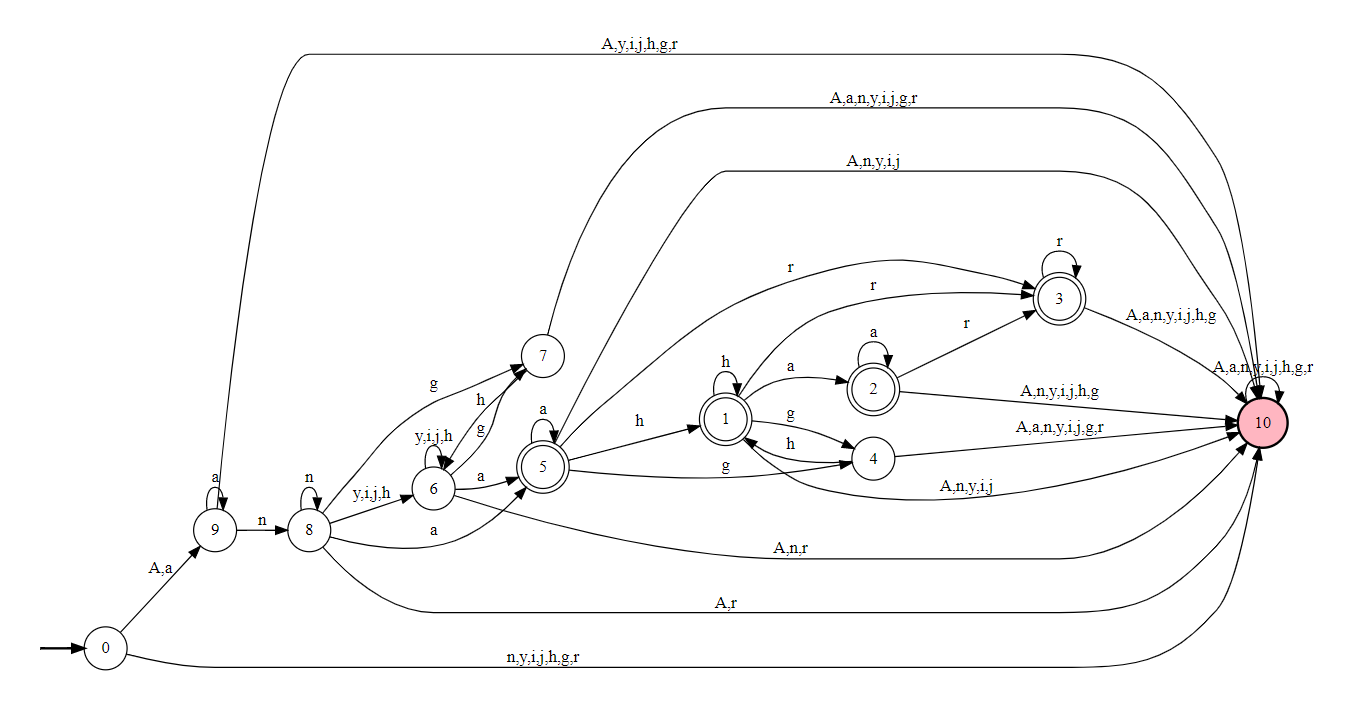 A,y,i,j,h,g,r
A,a,n,y,i,j,g,r
A,n,y,i,j
r
r
r
3
r
A,a,n,y,i,j,h,g
7
g
h
g
a
h
a
a
2
A,n,y,i,j,h,g
A,a,n,y,i,j,h,g,r
10
h
1
g
h
4
A,a,n,y,i,j,g,r
A,n,y,i,j
y,i,j,h
6
a
5
g
y,i,j,h
a
A,n,r
a
9
n
n
8
A,r
A,a
0
n,y,i,j,h,g,r